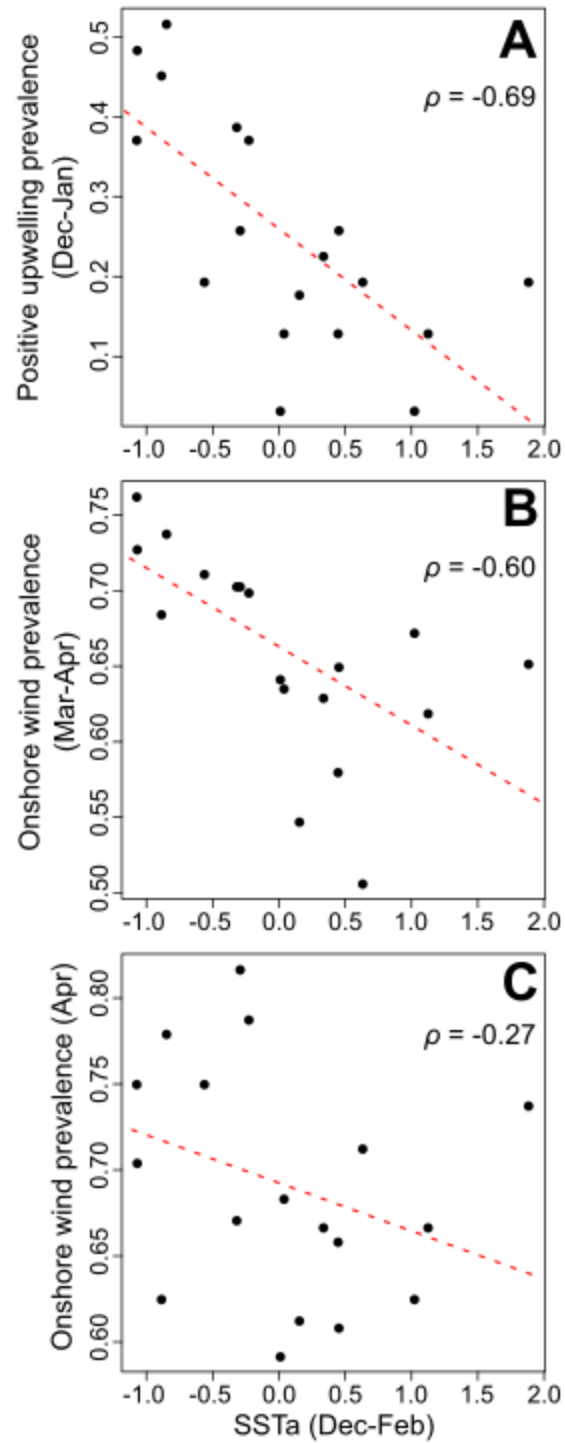 A
ρ = -0.69
Positive upwelling prevalence
(Dec-Jan)
0.5
0.4
0.3
0.2
0.1
-1.0 -0.5 0.0 0.5 1.0 1.5 2.0
B
ρ = -0.60
Onshore wind prevalence
(Mar-Apr)
0.75
0.70
0.65
0.60
0.55
0.50
-1.0 -0.5 0.0 0.5 1.0 1.5 2.0
C
ρ = -0.27
Onshore wind prevalence (Apr)
0.80
0.75
0.70
0.65
0.60
-1.0 -0.5 0.0 0.5 1.0 1.5 2.0
SSTa (Dec-Feb)